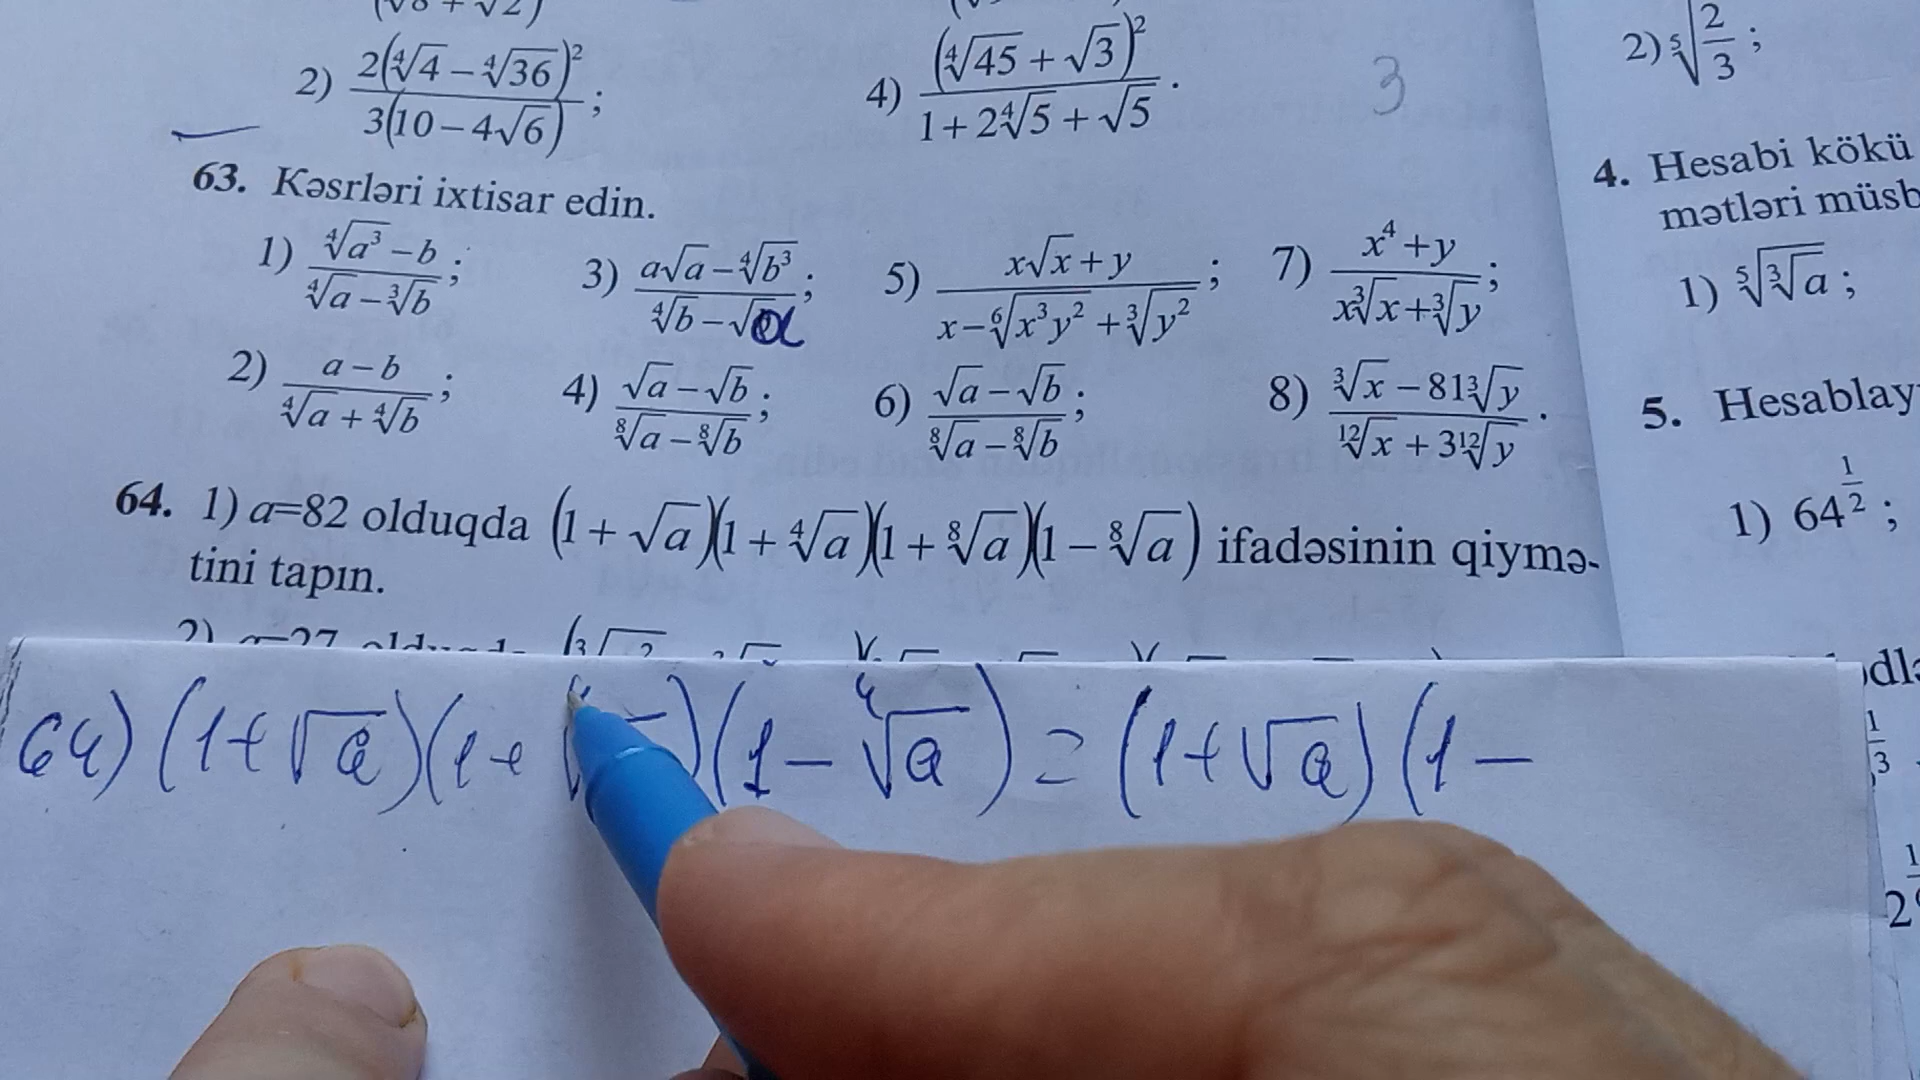 2) 2(∜4 – ∜36)² / 3(10 – 4√6) ;
4) (∜45 + √3)² / 1 + 2∜5 + √5 .
3
63. Kəsrləri ixtisar edin.
1) ∜a³ – b / ∜a – ∛b ;
3) a√a – ∜b³ / ∜b – √a ;
5) x√x + y / x – ⁶√x³y² + ∛y² ;
7) x⁴ + y / x∛x + ∛y ;
2) a – b / ∜a + ∜b ;
4) √a – √b / ⁸√a – ⁸√b ;
6) √a – √b / ⁸√a – ⁸√b ;
8) ∛x – 81∛y / ¹²√x + 3¹²√y .
64. 1) a=82 olduqda (1 + √a)(1 + ∜a)(1 + ⁸√a)(1 – ⁸√a) ifadəsinin qiymə-
tini tapın.
64) (1+√a)(1+ )(1 – ∜a) = (1+√a)(1 –
2) ⁵√2/3 ;
4. Hesabi kökü
1) ⁵√∛a ;
5. Hesablay
1) 64^1/2 ;